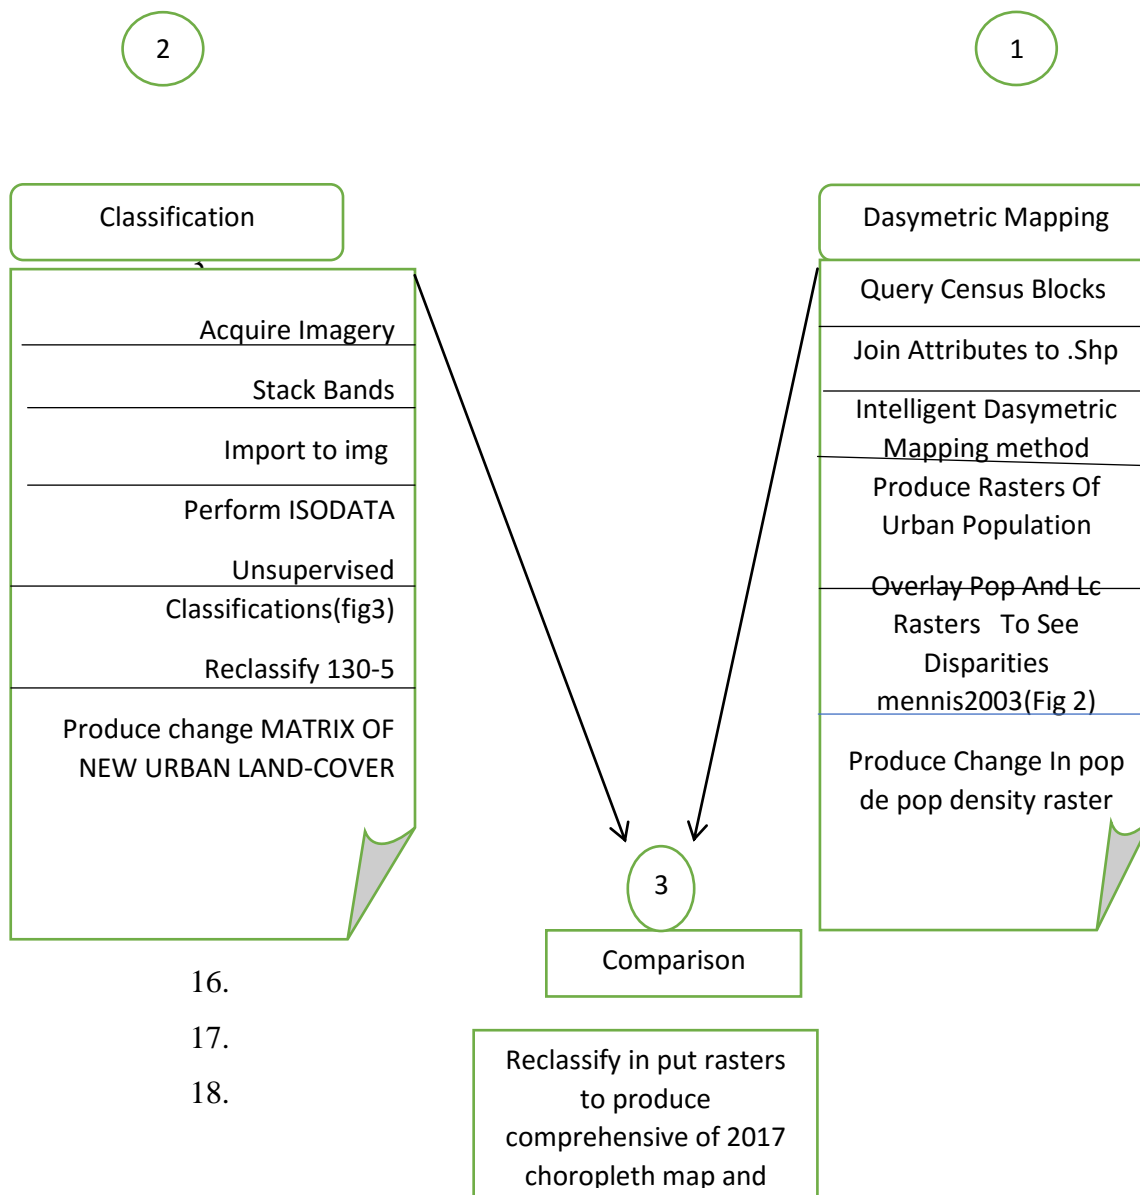 2
1
Classification
Acquire Imagery
Stack Bands
Import to img
Perform ISODATA
Unsupervised
Classifications(fig3)
Reclassify 130-5
Produce change MATRIX OF
NEW URBAN LAND-COVER
Dasymetric Mapping
Query Census Blocks
Join Attributes to .Shp
Intelligent Dasymetric
Mapping method
Produce Rasters Of
Urban Population
Overlay Pop And Lc
Rasters To See
Disparities
mennis2003(Fig 2)
Produce Change In pop
de pop density raster
3
Comparison
Reclassify in put rasters
to produce
comprehensive of 2017
choropleth map and
16.
17.
18.